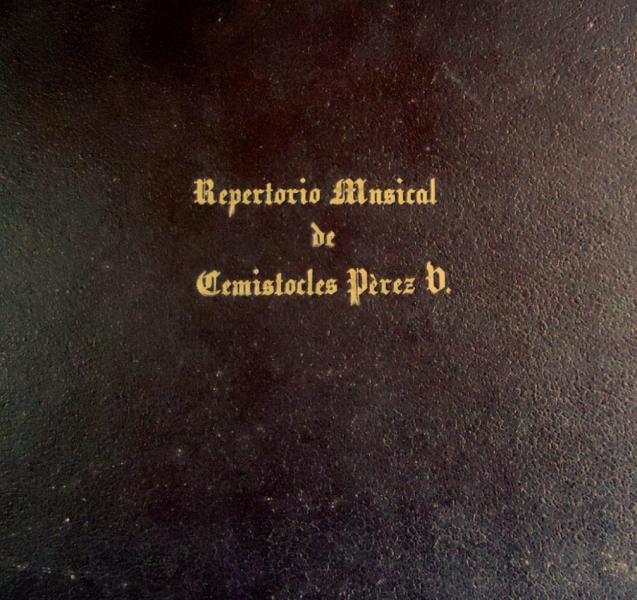 Repertorio Musical
de
Temistocles Pèrez V.